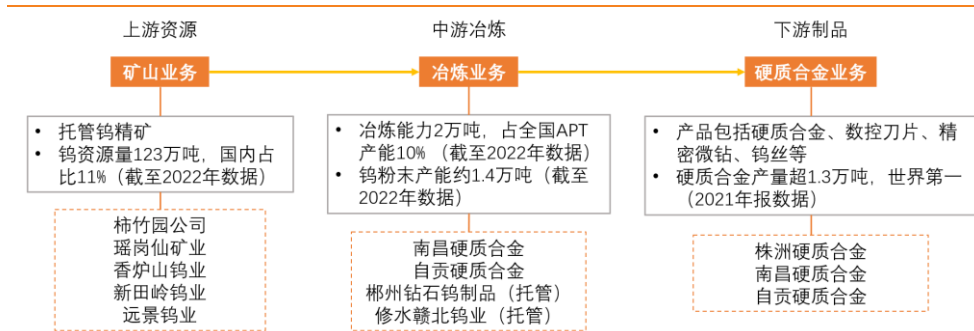 上游资源
中游冶炼
下游制品
矿山业务
冶炼业务
硬质合金业务
• 托管钨精矿
• 钨资源量123万吨，国内占
比11%（截至2022年数据）
• 冶炼能力2万吨，占全国APT
产能10% （截至2022年数据）
• 钨粉末产能约1.4万吨（截至
2022年数据）
• 产品包括硬质合金、数控刀片、精
密微钻、钨丝等
• 硬质合金产量超1.3万吨，世界第一
（2021年报数据）
柿竹园公司
瑶岗仙矿业
香炉山钨业
新田岭钨业
远景钨业
南昌硬质合金
自贡硬质合金
郴州钻石钨制品（托管）
修水赣北钨业（托管）
株洲硬质合金
南昌硬质合金
自贡硬质合金